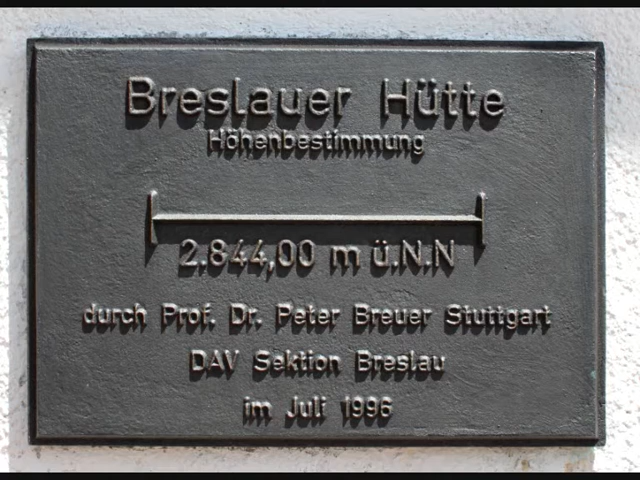 Breslauer Hütte
Höhenbestimmung
2.844,00 m ü.N.N
durch Prof. Dr. Peter Breuer Stuttgart
DAV Sektion Breslau
im Juli 1996